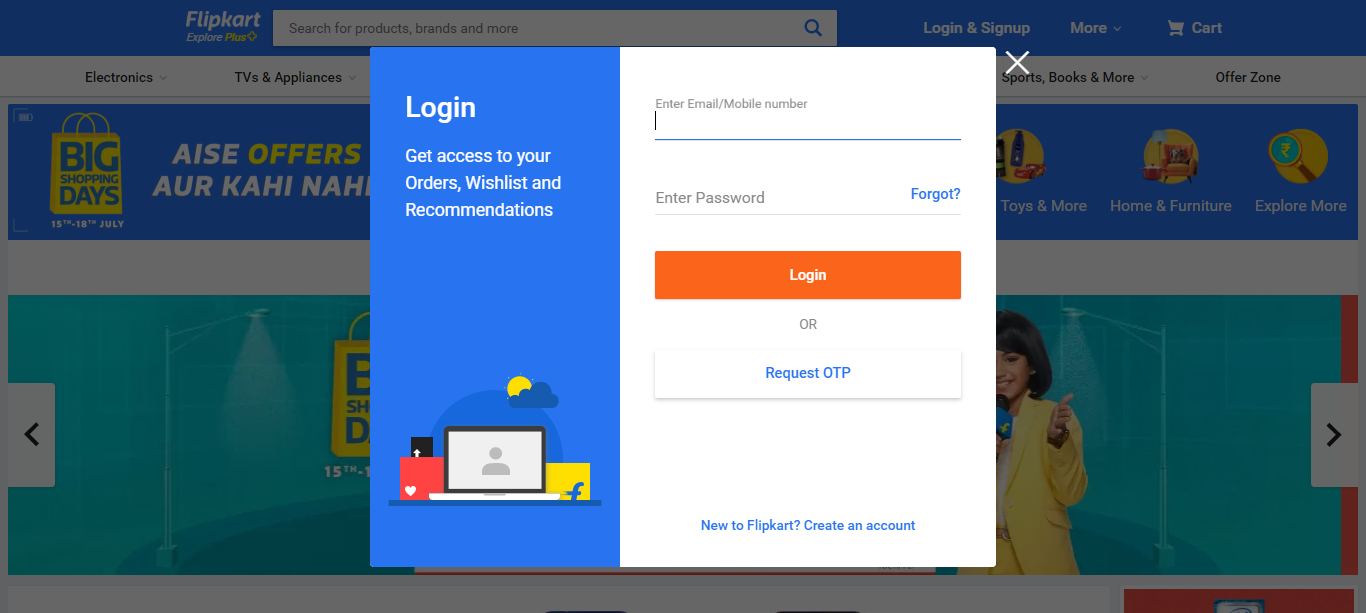 Flipkart
Explore Plus
Search for products, brands and more
Login & Signup
More
Cart
Electronics
TVs & Appliances
Sports, Books & More
Offer Zone
BIG
SHOPPING
DAYS
15TH-18TH JULY
AISE OFFERS
AUR KAHI NAHI
Toys & More
Home & Furniture
Explore More
Login
Get access to your
Orders, Wishlist and
Recommendations
Enter Email/Mobile number
Enter Password
Forgot?
Login
OR
Request OTP
New to Flipkart? Create an account